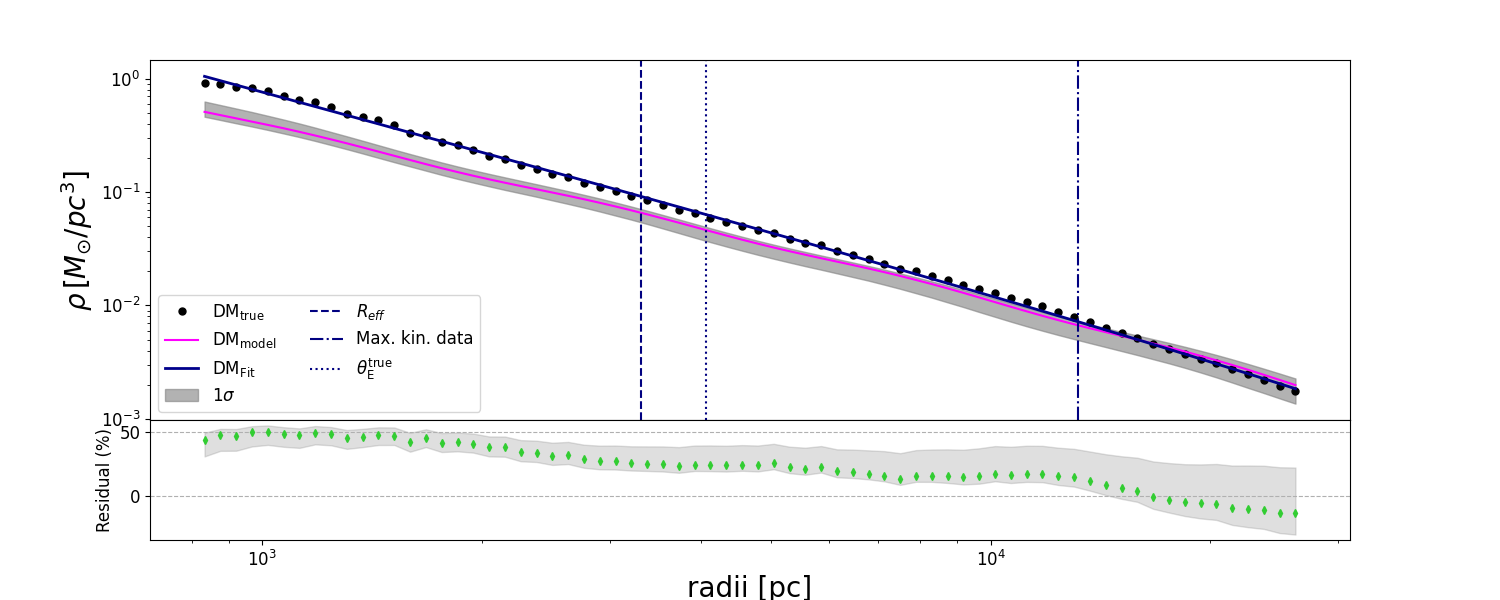 10⁰
10⁻¹
10⁻²
10⁻³
ρ [M⊙/pc³]
DM_true
DM_model
DM_Fit
1σ
R_eff
Max. kin. data
θ_E^true
50
0
Residual (%)
10³
10⁴
radii [pc]